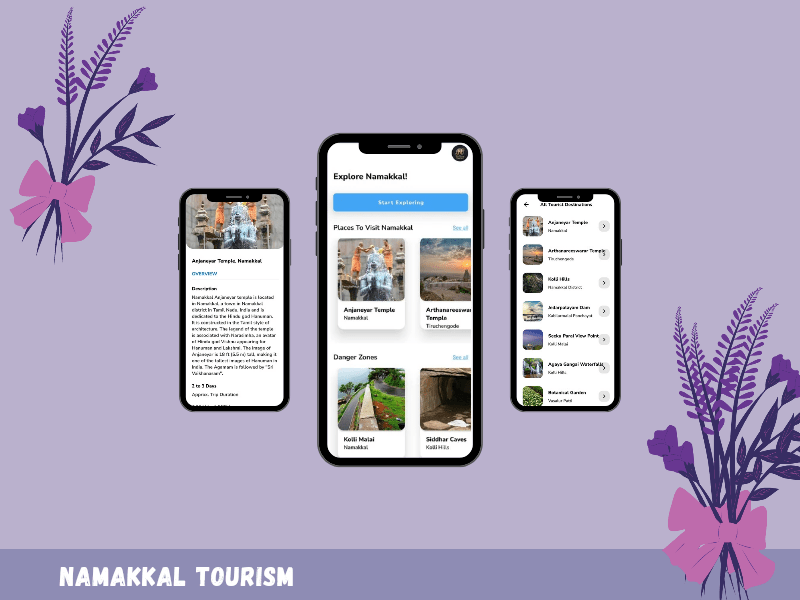 Anjaneyar Temple, Namakkal
OVERVIEW
Description
Namakkal Anjaneyar temple is located
in Namakkal, a town in Namakkal
district in Tamil Nadu, India and is
dedicated to the Hindu god Hanuman.
It is constructed in the Tamil style of
architecture. The legend of the temple
is associated with Narasimha, an avatar
of Hindu god Vishnu appearing for
Hanuman and Lakshmi. The image of
Anjaneyar is 18 ft (5.5 m) tall, making it
one of the tallest images of Hanuman in
India. The Agamam is followed by "Sri
Vaikhanasam".
2 to 3 Days
Approx. Trip Duration
Explore Namakkal!
Start Exploring
Places To Visit Namakkal
See all
Anjaneyar Temple
Namakkal
Arthanareeswar
Temple
Tiruchengode
Danger Zones
See all
Kolli Malai
Namakkal
Siddhar Caves
Kolli Hills
All Tourist Destinations
Anjaneyar Temple
Namakkal
Arthanareeswarar Temple
Tiruchengode
Kolli Hills
Namakkal District
Jedarpalayam Dam
Kabilarmalai Panchayat
Seeku Parai View Point
Kolli Malai
Agaya Gangai Waterfalls
Kolli Hills
Botanical Garden
Vasalur Patti
NAMAKKAL TOURISM